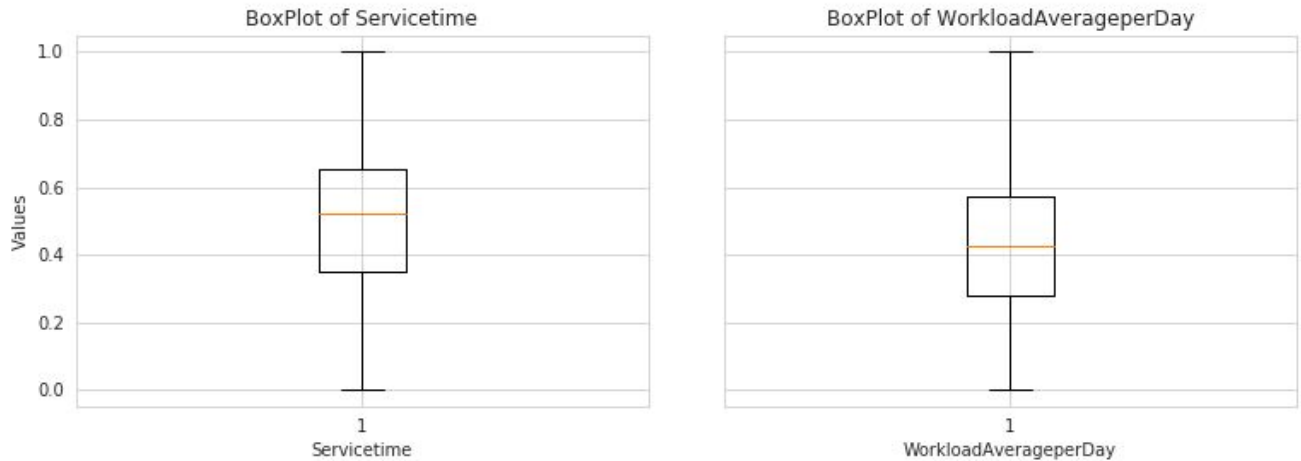 BoxPlot of Servicetime
BoxPlot of WorkloadAverageperDay
1.0
0.8
0.6
0.4
0.2
0.0
Values
1
1
Servicetime
WorkloadAverageperDay